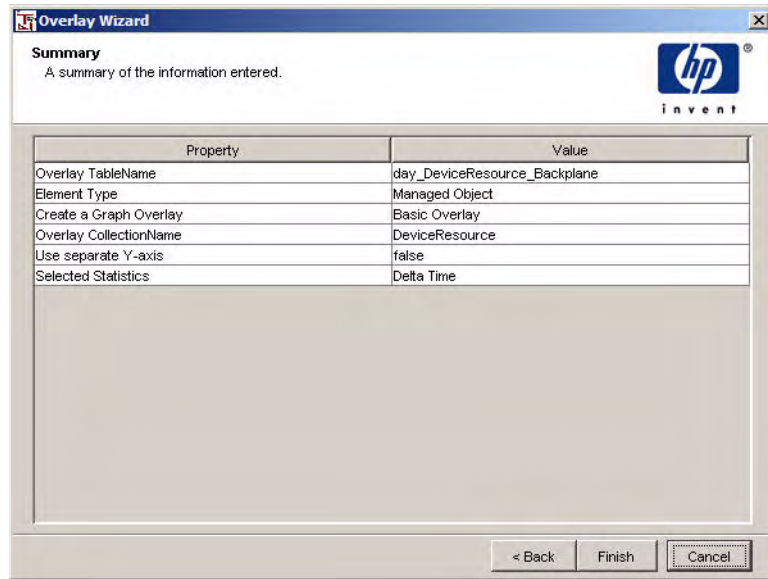 Overlay Wizard
Summary
A summary of the information entered.
hp
®
invent
Property Value
Overlay TableName day_DeviceResource_Backplane
Element Type Managed Object
Create a Graph Overlay Basic Overlay
Overlay CollectionName DeviceResource
Use separate Y-axis false
Selected Statistics Delta Time
< Back Finish Cancel